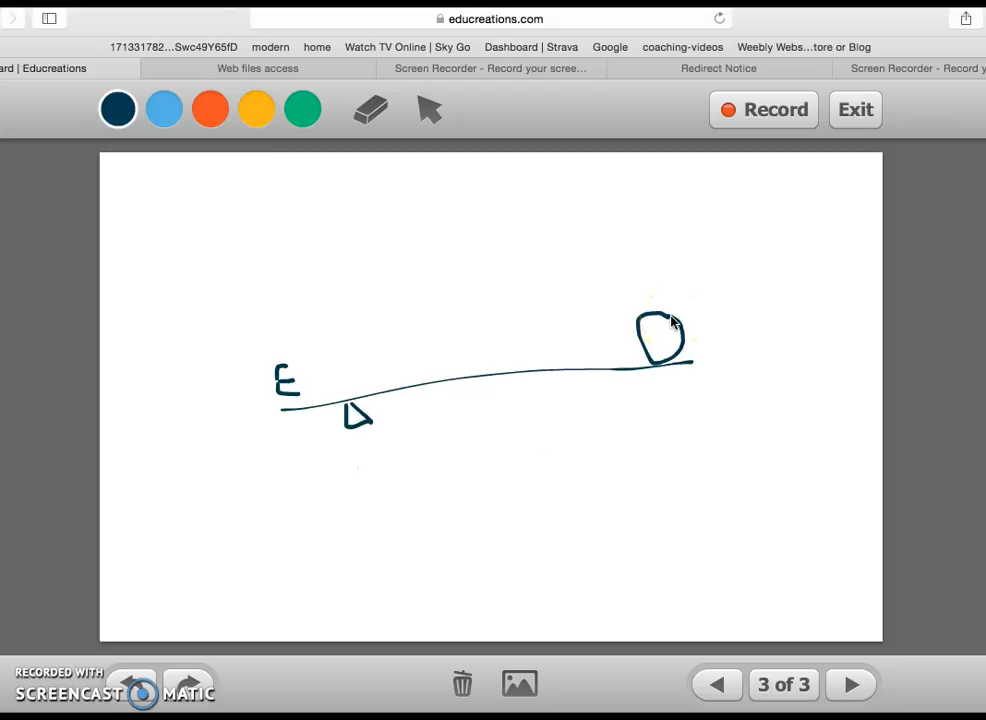 educreations.com
171331782...Swc49Y65fD modern home Watch TV Online | Sky Go Dashboard | Strava Google coaching-videos Weebly Webs...tore or Blog
ard | Educreations Web files access Screen Recorder - Record your scree... Redirect Notice Screen Recorder - Record y
Record Exit
E
RECORDED WITH
SCREENCAST MATIC
3 of 3